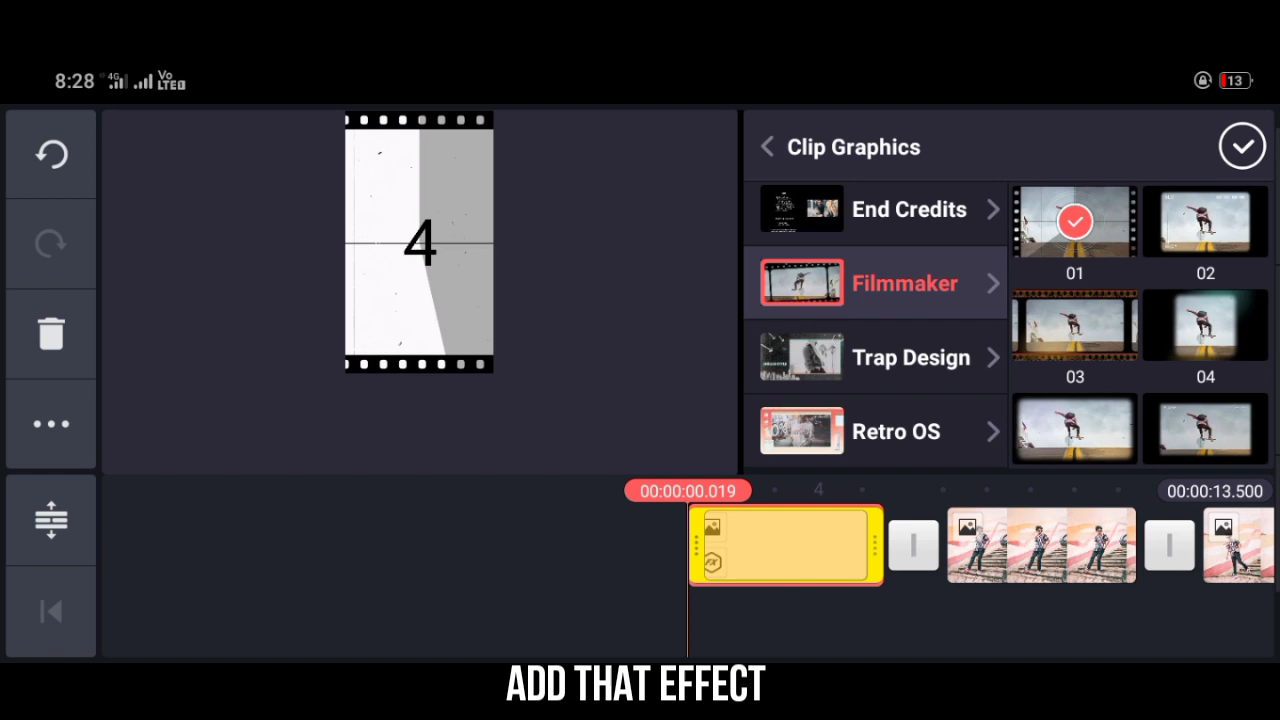 8:28 4G Vo LTE
13
Clip Graphics
4
End Credits
01
02
Filmmaker
Trap Design
03
04
Retro OS
00:00:00.019
4
00:00:13.500
ADD THAT EFFECT